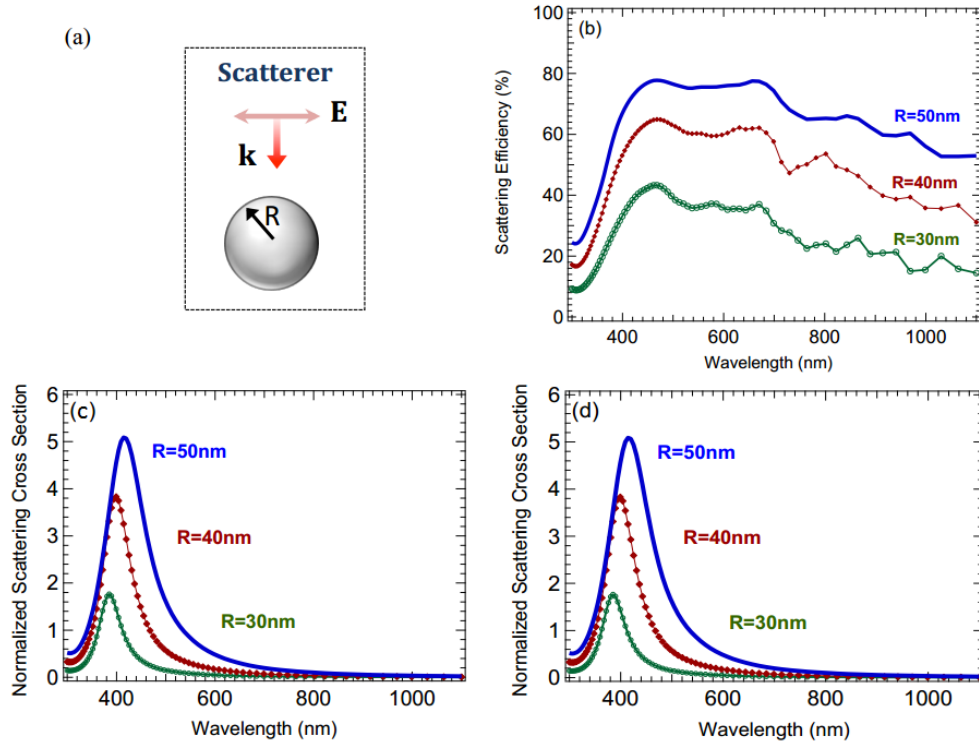 (a)
Scatterer
E
k
R
(b)
Scattering Efficiency (%)
100
80
60
40
20
0
R=50nm
R=40nm
R=30nm
400 600 800 1000
Wavelength (nm)
(c)
Normalized Scattering Cross Section
6
5
4
3
2
1
0
R=50nm
R=40nm
R=30nm
400 600 800 1000
Wavelength (nm)
(d)
Normalized Scattering Cross Section
6
5
4
3
2
1
0
R=50nm
R=40nm
R=30nm
400 600 800 1000
Wavelength (nm)